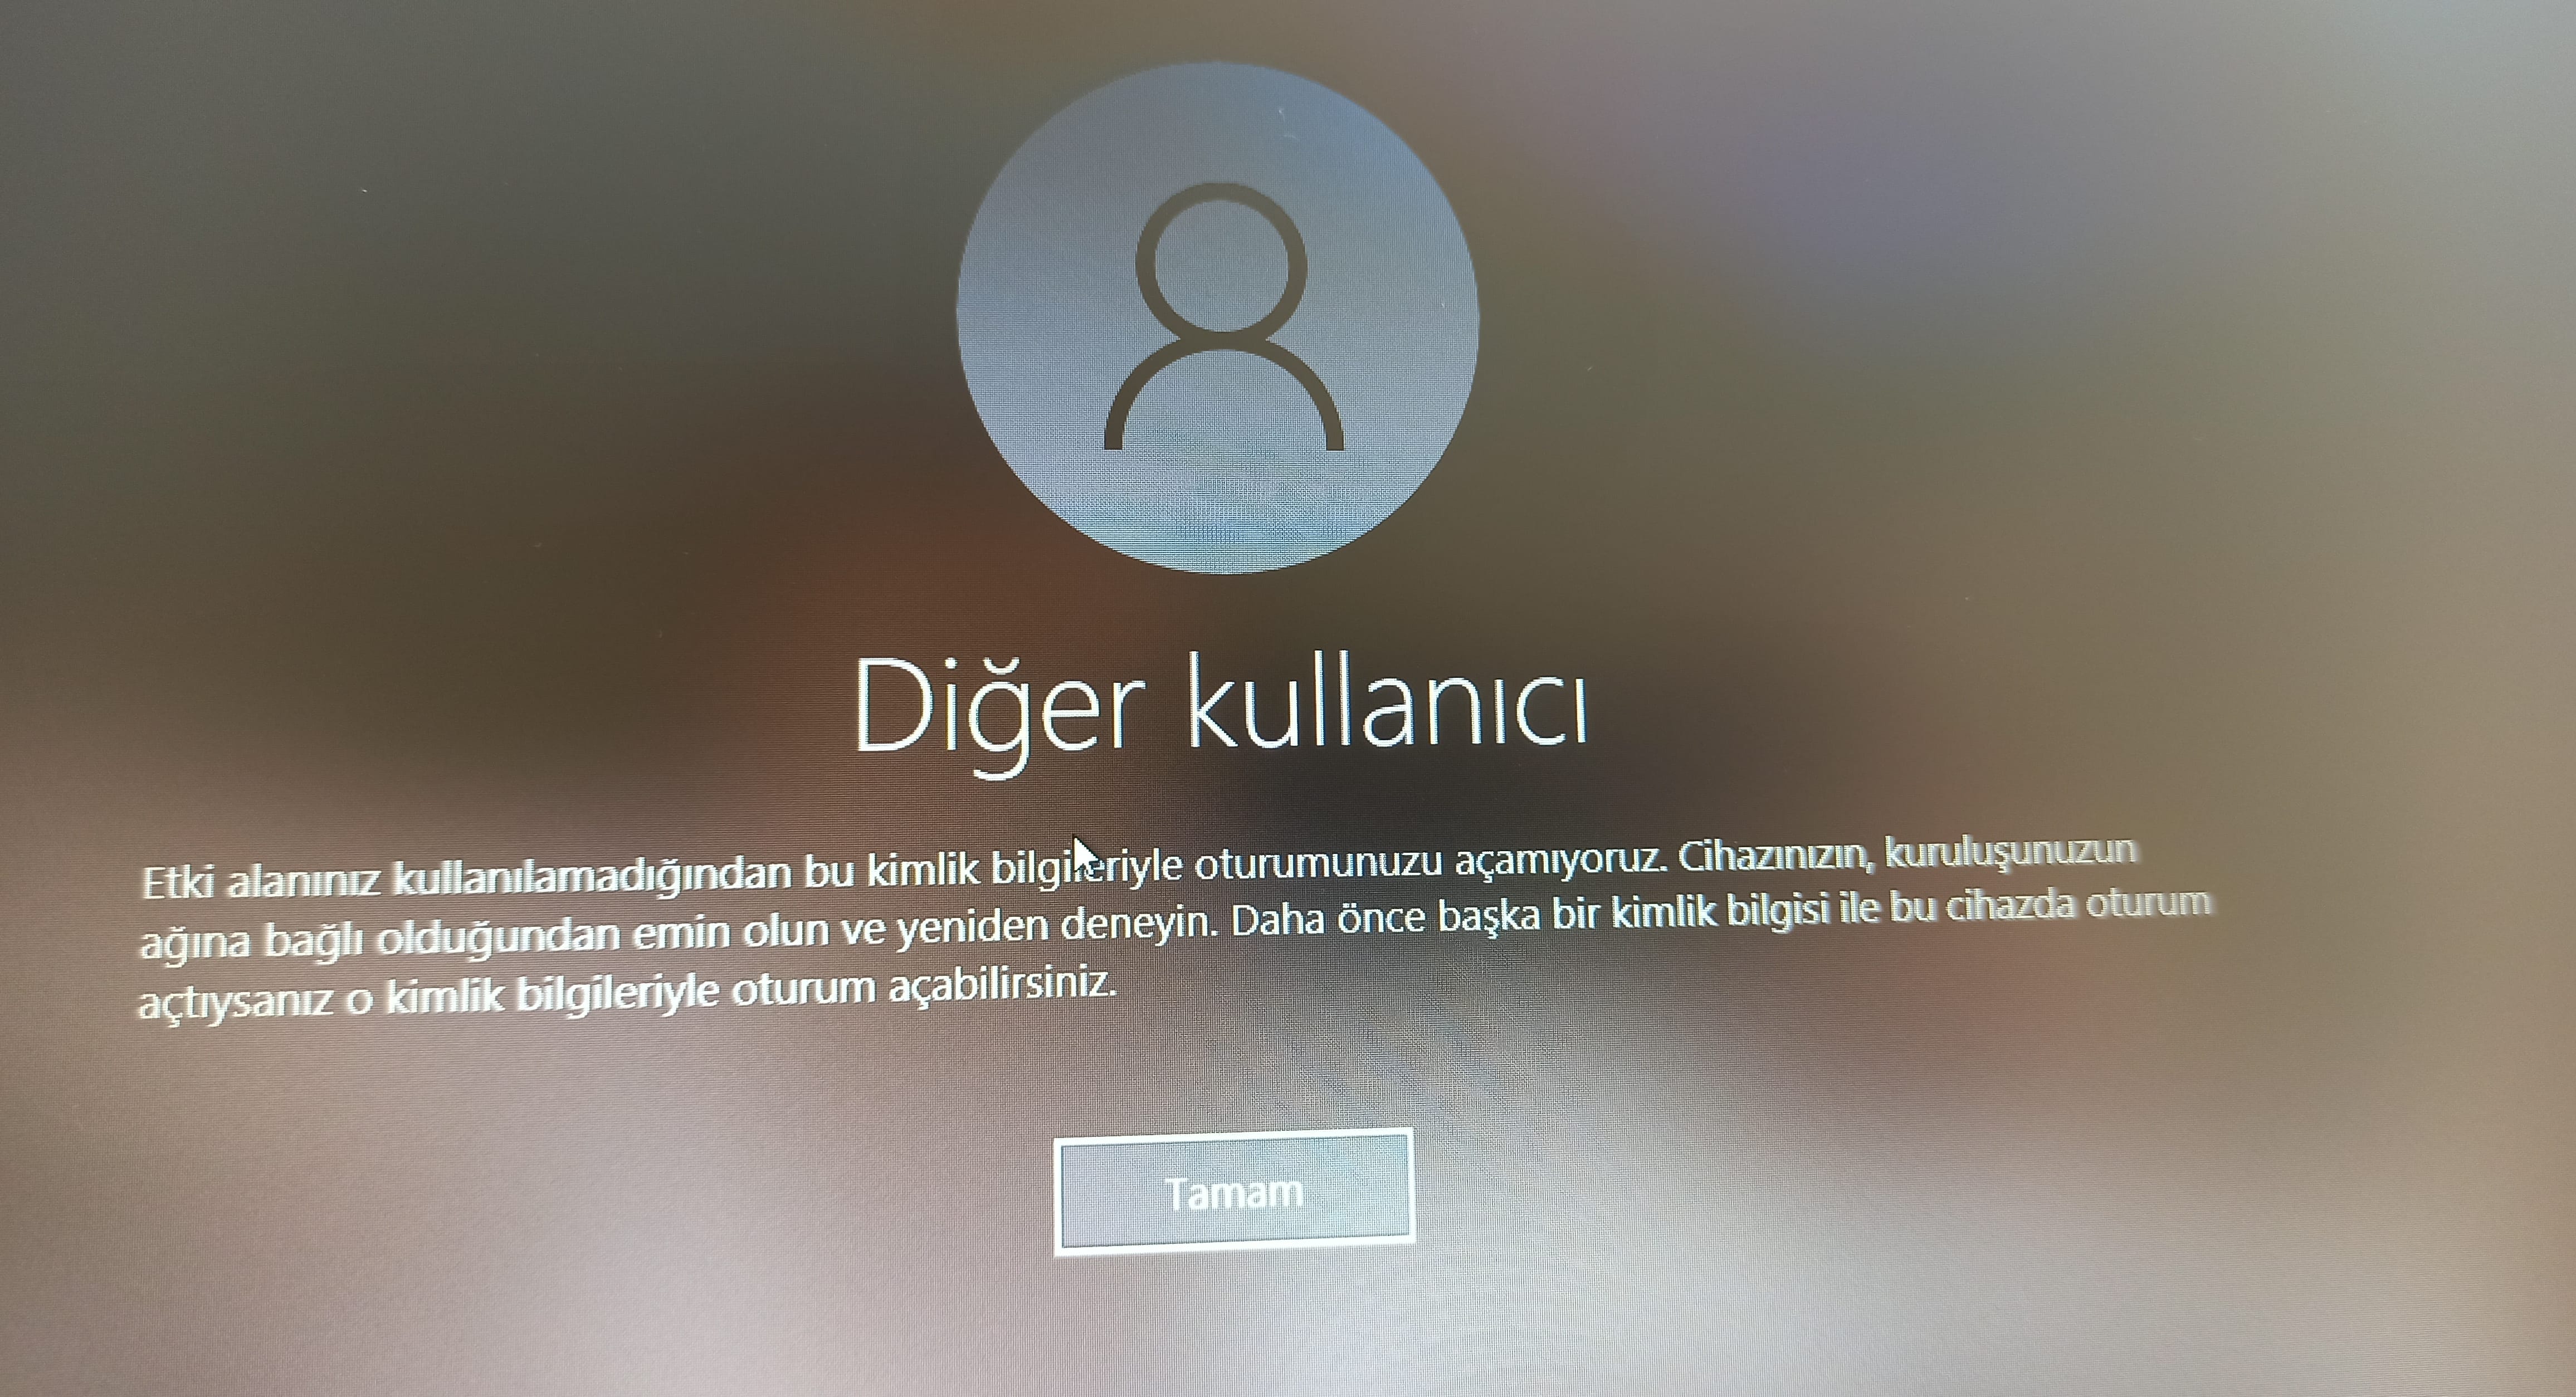 Diğer kullanıcı
Etki alanınız kullanılamadığından bu kimlik bilgileriyle oturumunuzu açamıyoruz. Cihazınızın, kuruluşunuzun
ağına bağlı olduğundan emin olun ve yeniden deneyin. Daha önce başka bir kimlik bilgisi ile bu cihazda oturum
açtıysanız o kimlik bilgileriyle oturum açabilirsiniz.
Tamam